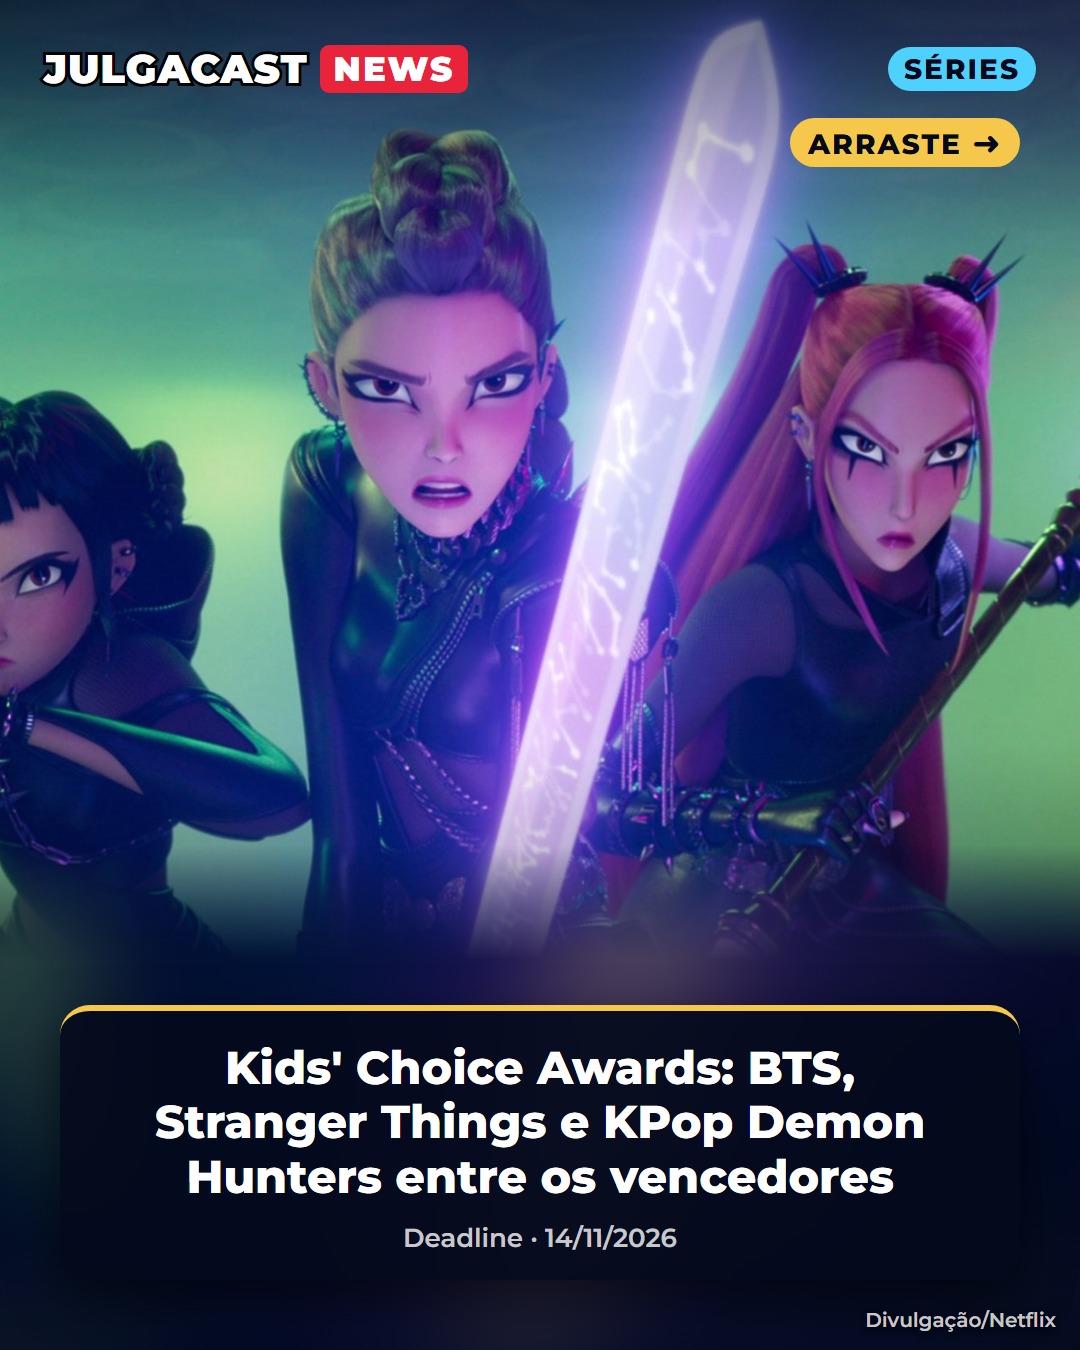 JULGACAST NEWS
SÉRIES
ARRASTE →
Kids' Choice Awards: BTS,
Stranger Things e KPop Demon
Hunters entre os vencedores
Deadline · 14/11/2026
Divulgação/Netflix